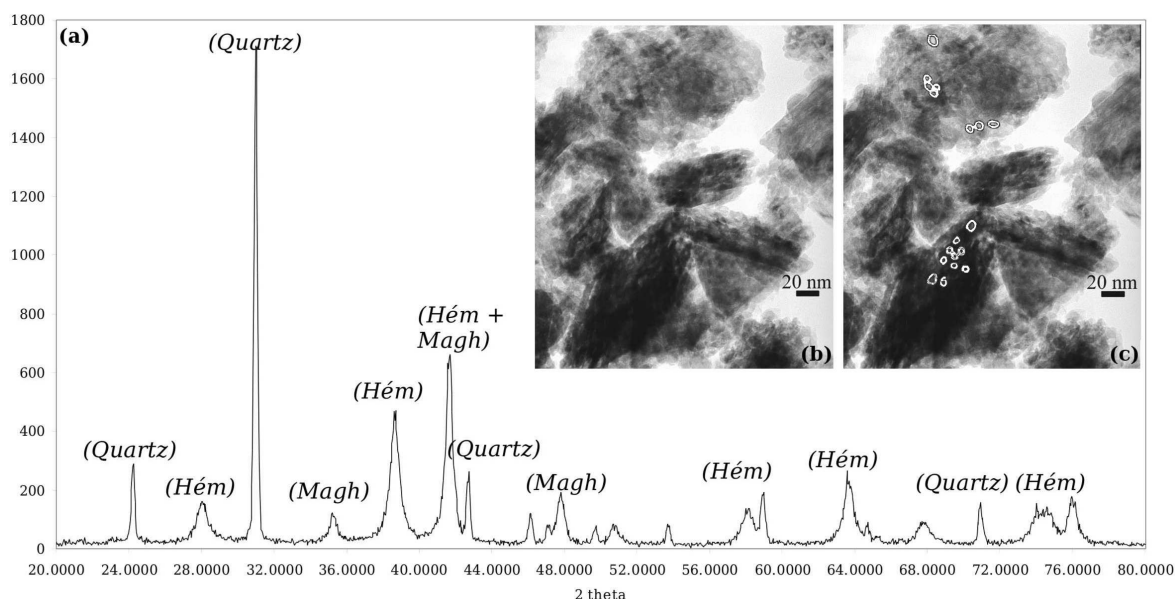 1800
(a)
(Quartz)
1600
1400
1200
1000
800
(Hém +
Magh)
600
(Hém)
400
(Quartz)
(Quartz)
(Hém)
(Magh)
(Magh)
(Hém)
(Hém)
(Quartz) (Hém)
200
0
20.0000 24.0000 28.0000 32.0000 36.0000 40.0000 44.0000 48.0000 52.0000 56.0000 60.0000 64.0000 68.0000 72.0000 76.0000 80.0000
2 theta
20 nm
(b)
20 nm
(c)